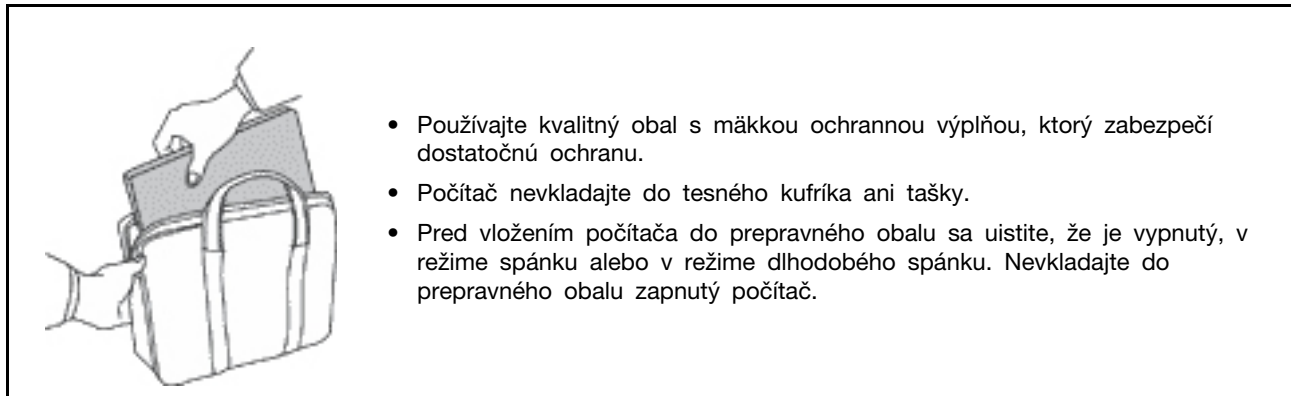 • Používajte kvalitný obal s mäkkou ochrannou výplňou, ktorý zabezpečí
dostatočnú ochranu.
• Počítač nevkladajte do tesného kufríka ani tašky.
• Pred vložením počítača do prepravného obalu sa uistite, že je vypnutý, v
režime spánku alebo v režime dlhodobého spánku. Nevkladajte do
prepravného obalu zapnutý počítač.